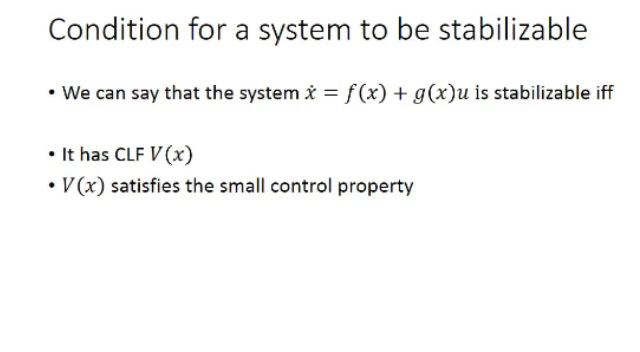 Condition for a system to be stabilizable
• We can say that the system ẋ = f(x) + g(x)u is stabilizable iff
• It has CLF V(x)
• V(x) satisfies the small control property